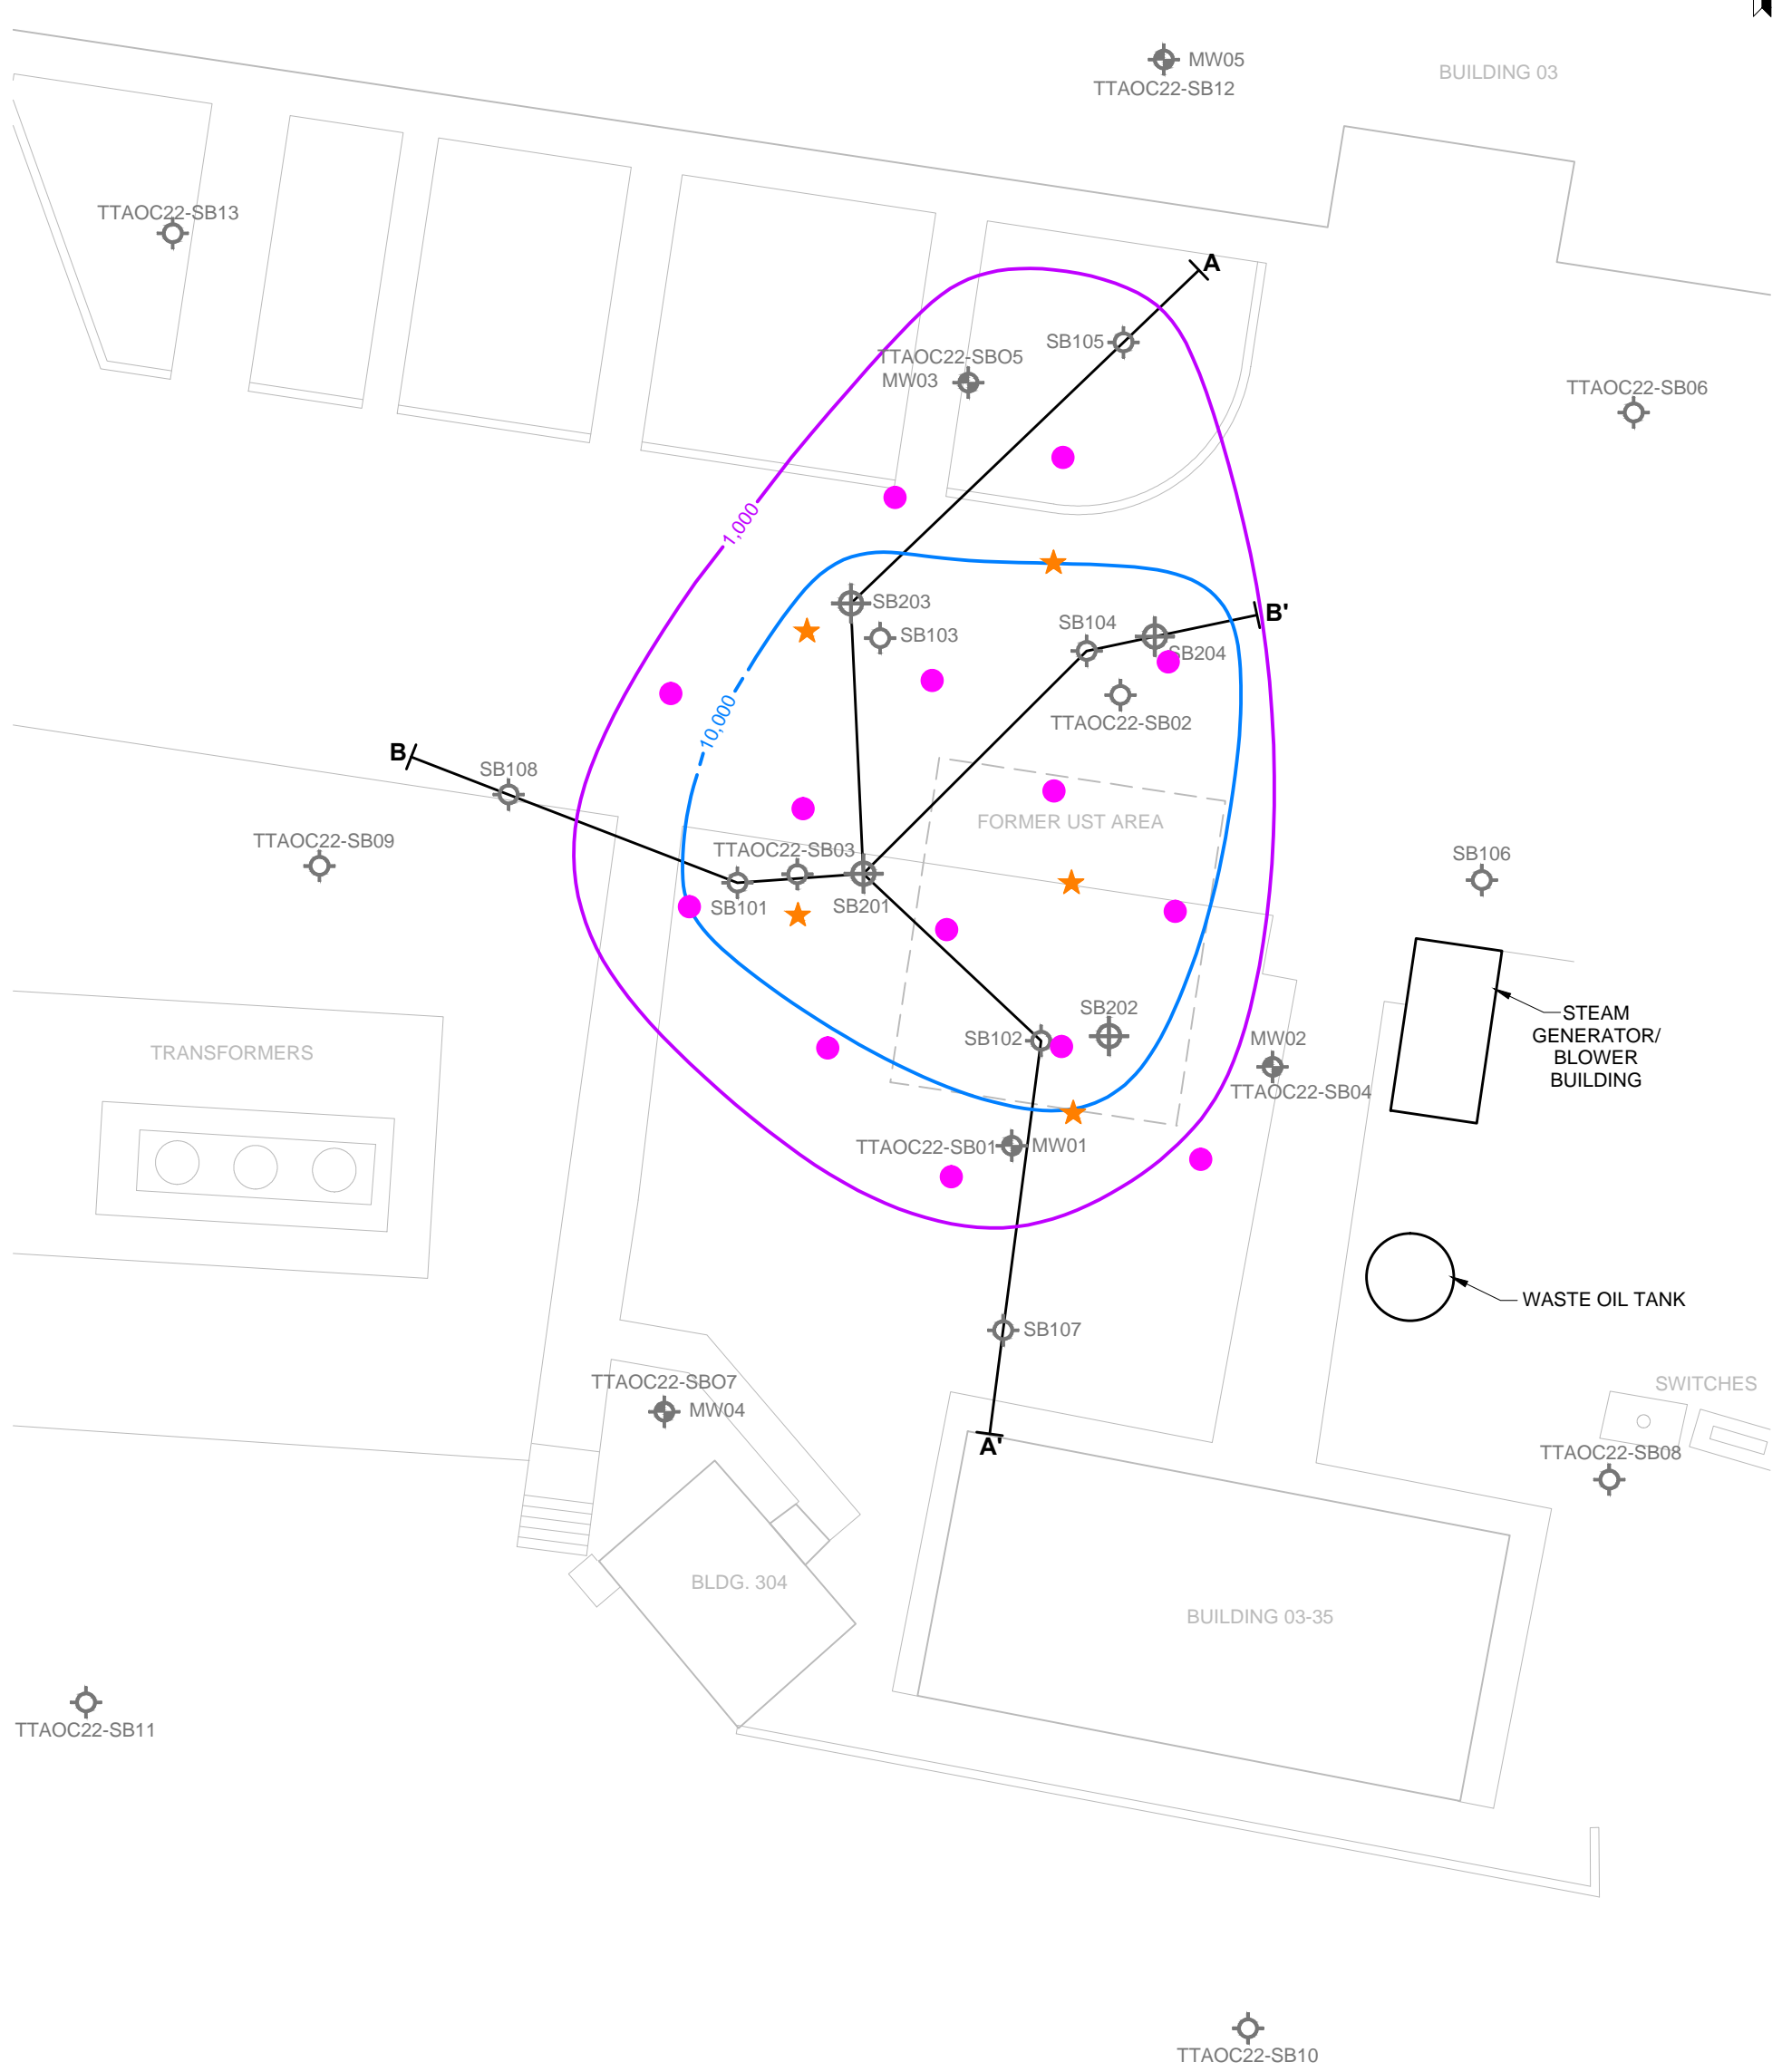 MW05
TTAOC22-SB12
BUILDING 03
TTAOC22-SB13
A
SB105
TTAOC22-SBO5
MW03
TTAOC22-SB06
1,000
SB203
B'
SB104
SB103
SB204
TTAOC22-SB02
10,000
B
SB108
FORMER UST AREA
TTAOC22-SB09
TTAOC22-SB03
SB106
SB101
SB201
SB202
STEAM
GENERATOR/
BLOWER
BUILDING
SB102
MW02
TRANSFORMERS
TTAOC22-SB04
TTAOC22-SB01
MW01
WASTE OIL TANK
SB107
TTAOC22-SBO7
MW04
SWITCHES
A'
TTAOC22-SB08
BLDG. 304
BUILDING 03-35
TTAOC22-SB11
TTAOC22-SB10